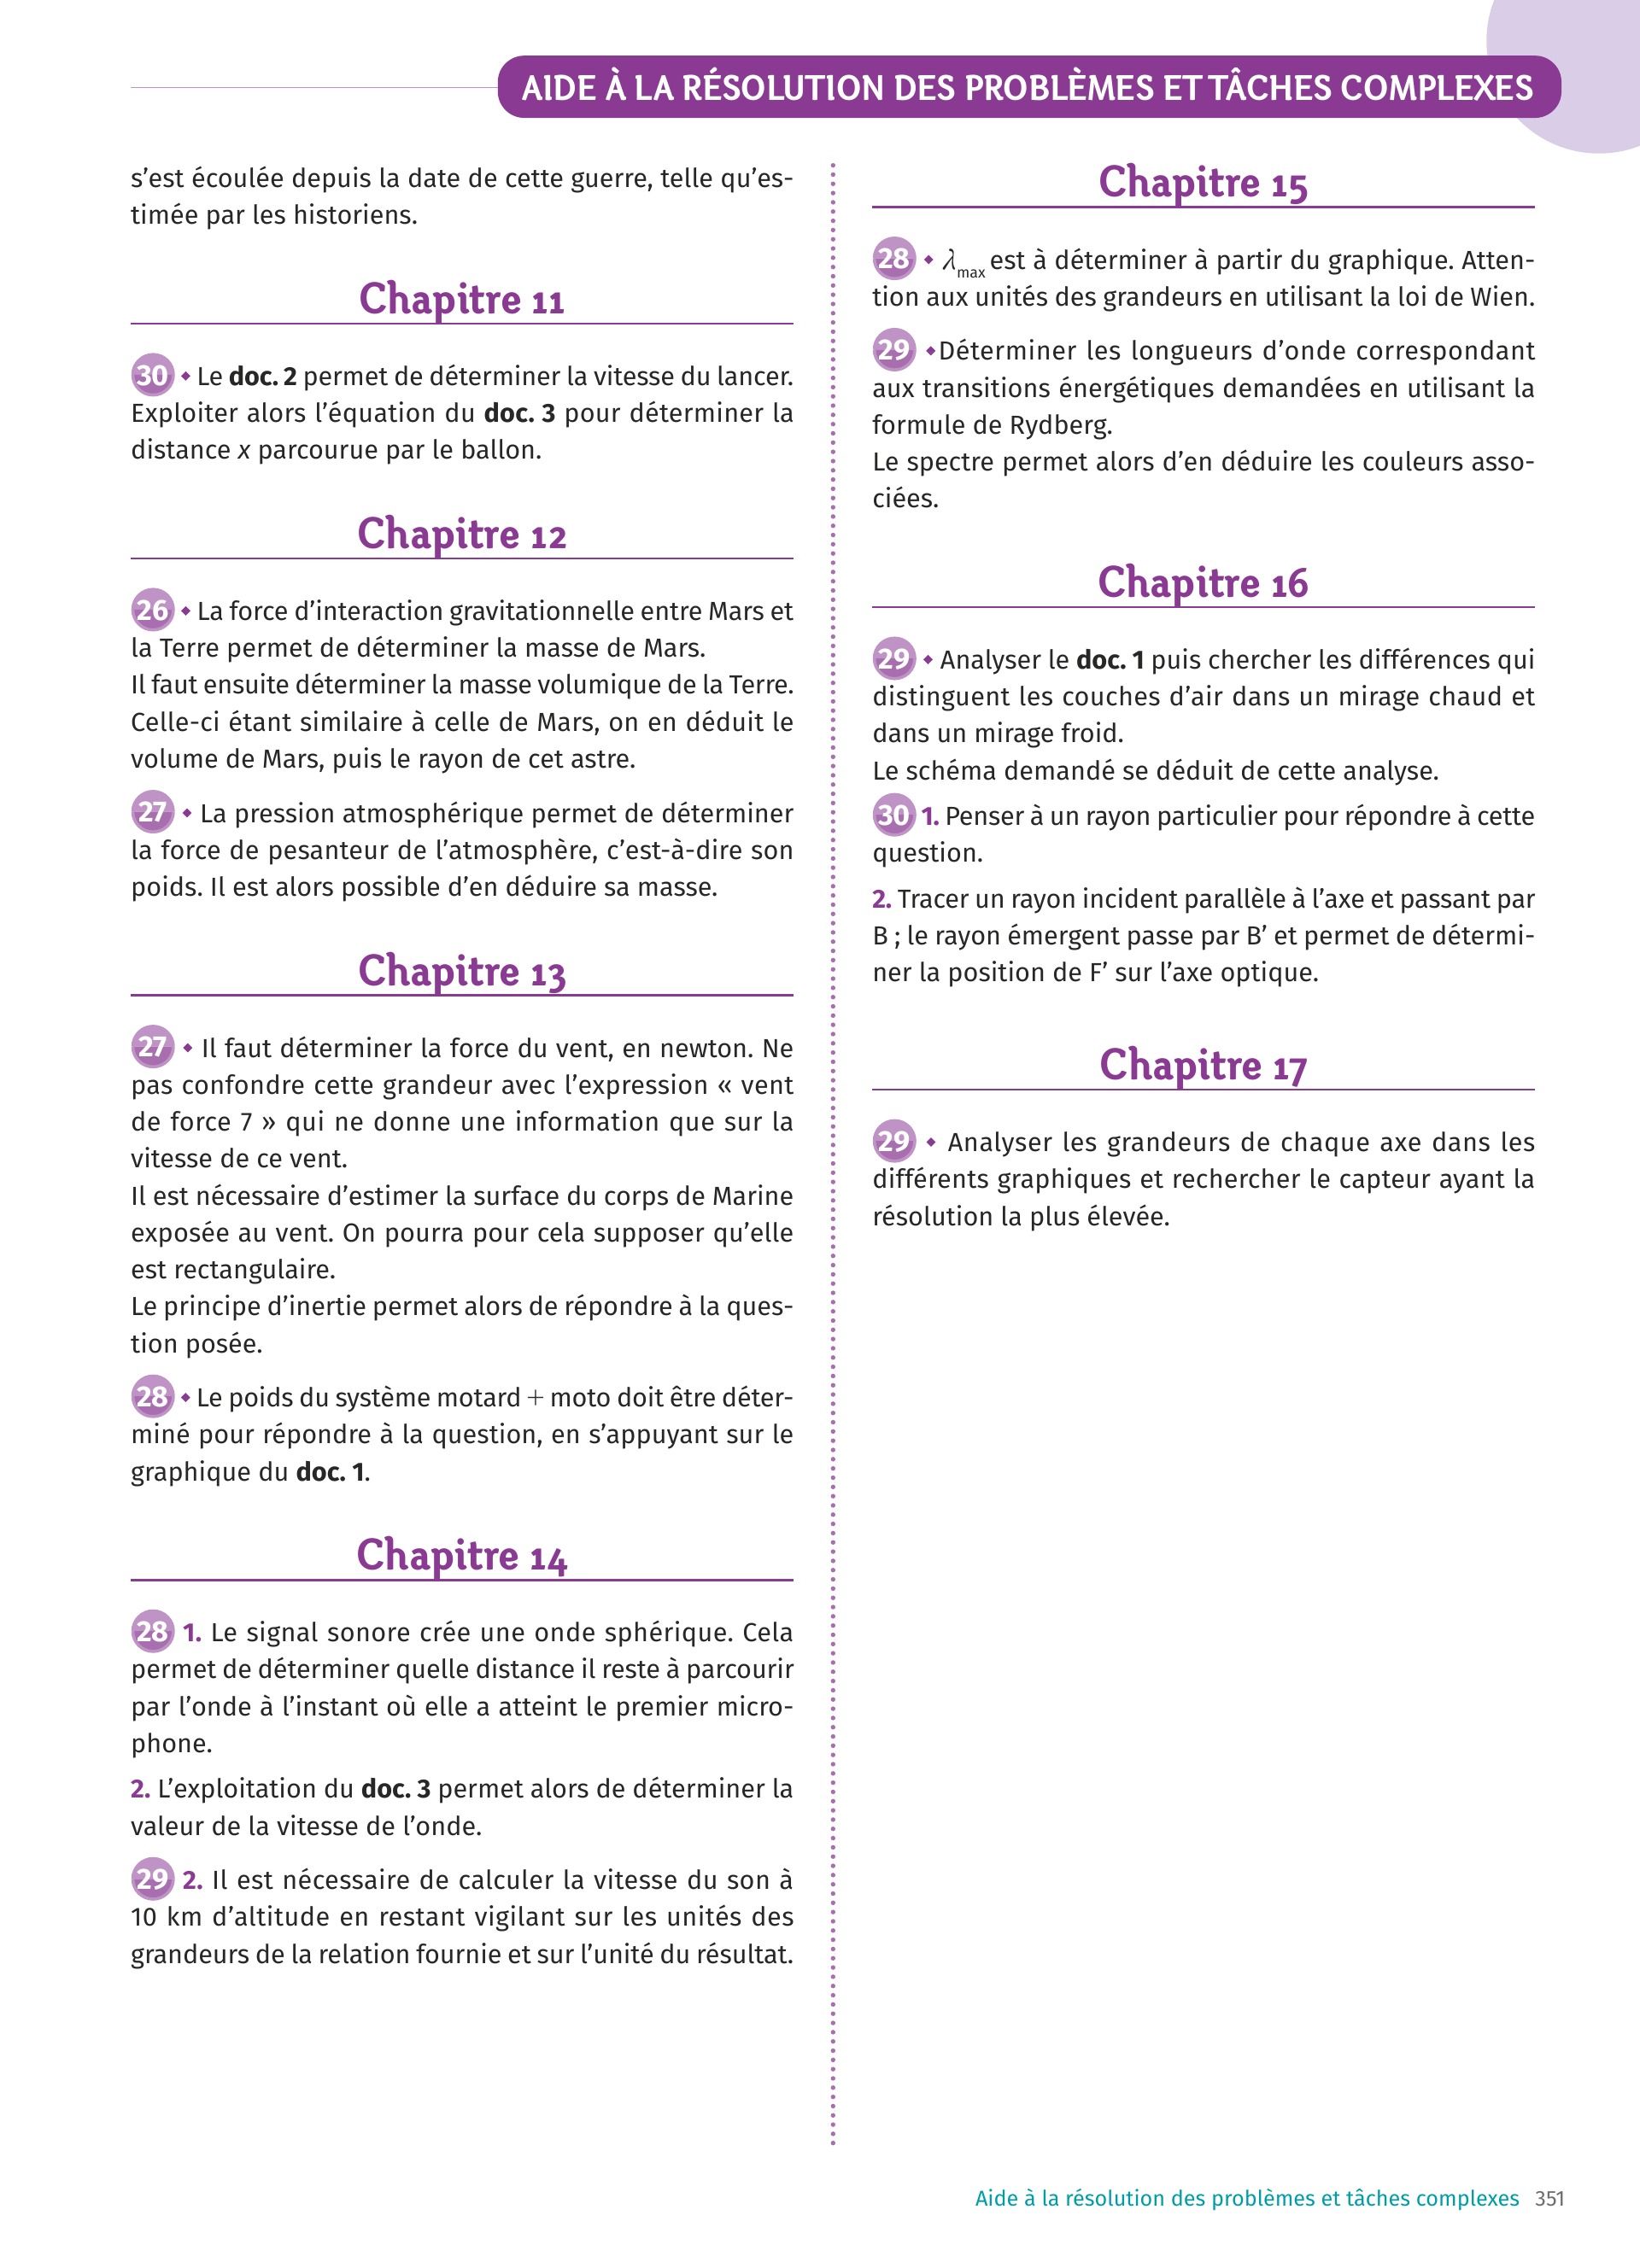 AIDE À LA RÉSOLUTION DES PROBLÈMES ET TÂCHES COMPLEXES
s’est écoulée depuis la date de cette guerre, telle qu’es-
timée par les historiens.
Chapitre 11
30 • Le doc. 2 permet de déterminer la vitesse du lancer.
Exploiter alors l’équation du doc. 3 pour déterminer la
distance x parcourue par le ballon.
Chapitre 12
26 • La force d’interaction gravitationnelle entre Mars et
la Terre permet de déterminer la masse de Mars.
Il faut ensuite déterminer la masse volumique de la Terre.
Celle-ci étant similaire à celle de Mars, on en déduit le
volume de Mars, puis le rayon de cet astre.
27 • La pression atmosphérique permet de déterminer
la force de pesanteur de l’atmosphère, c’est-à-dire son
poids. Il est alors possible d’en déduire sa masse.
Chapitre 13
27 • Il faut déterminer la force du vent, en newton. Ne
pas confondre cette grandeur avec l’expression « vent
de force 7 » qui ne donne une information que sur la
vitesse de ce vent.
Il est nécessaire d’estimer la surface du corps de Marine
exposée au vent. On pourra pour cela supposer qu’elle
est rectangulaire.
Le principe d’inertie permet alors de répondre à la ques-
tion posée.
28 • Le poids du système motard + moto doit être déter-
miné pour répondre à la question, en s’appuyant sur le
graphique du doc. 1.
Chapitre 14
28 1. Le signal sonore crée une onde sphérique. Cela
permet de déterminer quelle distance il reste à parcourir
par l’onde à l’instant où elle a atteint le premier micro-
phone.
2. L’exploitation du doc. 3 permet alors de déterminer la
valeur de la vitesse de l’onde.
29 2. Il est nécessaire de calculer la vitesse du son à
10 km d’altitude en restant vigilant sur les unités des
grandeurs de la relation fournie et sur l’unité du résultat.
Chapitre 15
28 • λmax est à déterminer à partir du graphique. Atten-
tion aux unités des grandeurs en utilisant la loi de Wien.
29 •Déterminer les longueurs d’onde correspondant
aux transitions énergétiques demandées en utilisant la
formule de Rydberg.
Le spectre permet alors d’en déduire les couleurs asso-
ciées.
Chapitre 16
29 • Analyser le doc. 1 puis chercher les différences qui
distinguent les couches d’air dans un mirage chaud et
dans un mirage froid.
Le schéma demandé se déduit de cette analyse.
30 1. Penser à un rayon particulier pour répondre à cette
question.
2. Tracer un rayon incident parallèle à l’axe et passant par
B ; le rayon émergent passe par B’ et permet de détermi-
ner la position de F’ sur l’axe optique.
Chapitre 17
29 • Analyser les grandeurs de chaque axe dans les
différents graphiques et rechercher le capteur ayant la
résolution la plus élevée.
Aide à la résolution des problèmes et tâches complexes 351